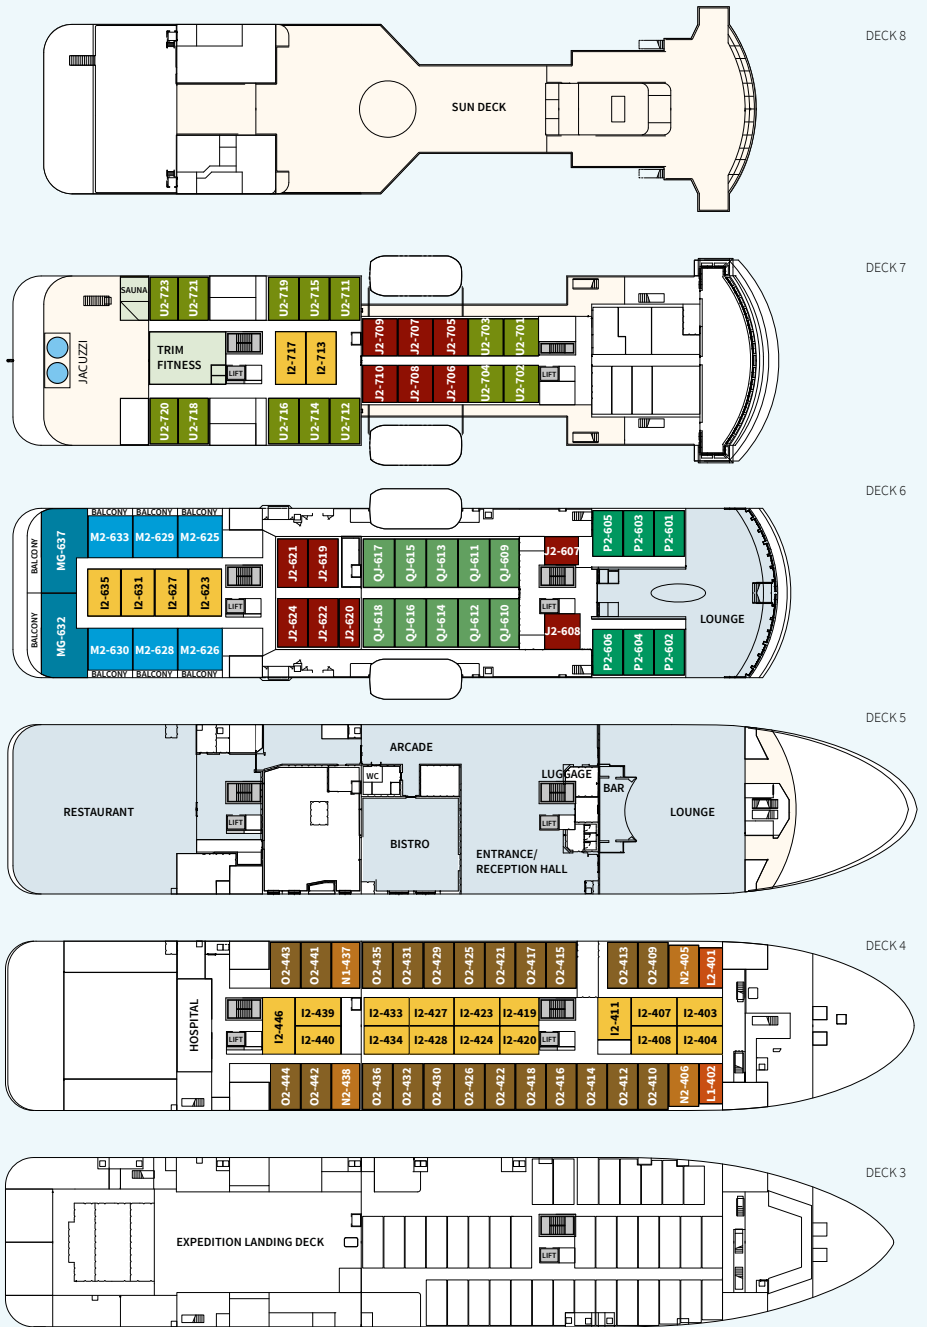 DECK 8
SUN DECK
DECK 7
SAUNA
U2-723
U2-721
U2-719
U2-715
U2-711
J2-709
J2-707
J2-705
U2-703
U2-701
JACUZZI
TRIM
FITNESS
LIFT
I2-717
I2-713
J2-710
J2-708
J2-706
U2-704
U2-702
LIFT
U2-720
U2-718
U2-716
U2-714
U2-712
DECK 6
BALCONY
BALCONY
BALCONY
BALCONY
MG-637
M2-633
M2-629
M2-625
J2-621
J2-619
QJ-617
QJ-615
QJ-613
QJ-611
QJ-609
J2-607
P2-605
P2-603
P2-601
I2-635
I2-631
I2-627
I2-623
LIFT
LIFT
LOUNGE
BALCONY
MG-632
M2-630
M2-628
M2-626
J2-624
J2-622
J2-620
QJ-618
QJ-616
QJ-614
QJ-612
QJ-610
J2-608
P2-606
P2-604
P2-602
BALCONY
BALCONY
BALCONY
DECK 5
ARCADE
WC
LUGGAGE
BAR
RESTAURANT
LIFT
LIFT
LOUNGE
BISTRO
ENTRANCE/
RECEPTION HALL
DECK 4
O2-443
O2-441
N1-437
O2-435
O2-431
O2-429
O2-425
O2-421
O2-417
O2-415
O2-413
O2-409
N2-405
L2-401
HOSPITAL
LIFT
I2-446
I2-439
I2-433
I2-427
I2-423
I2-419
I2-411
I2-407
I2-403
I2-440
I2-434
I2-428
I2-424
I2-420
LIFT
I2-408
I2-404
O2-444
O2-442
N2-438
O2-436
O2-432
O2-430
O2-426
O2-422
O2-418
O2-416
O2-414
O2-412
O2-410
N2-406
L1-402
DECK 3
EXPEDITION LANDING DECK
LIFT